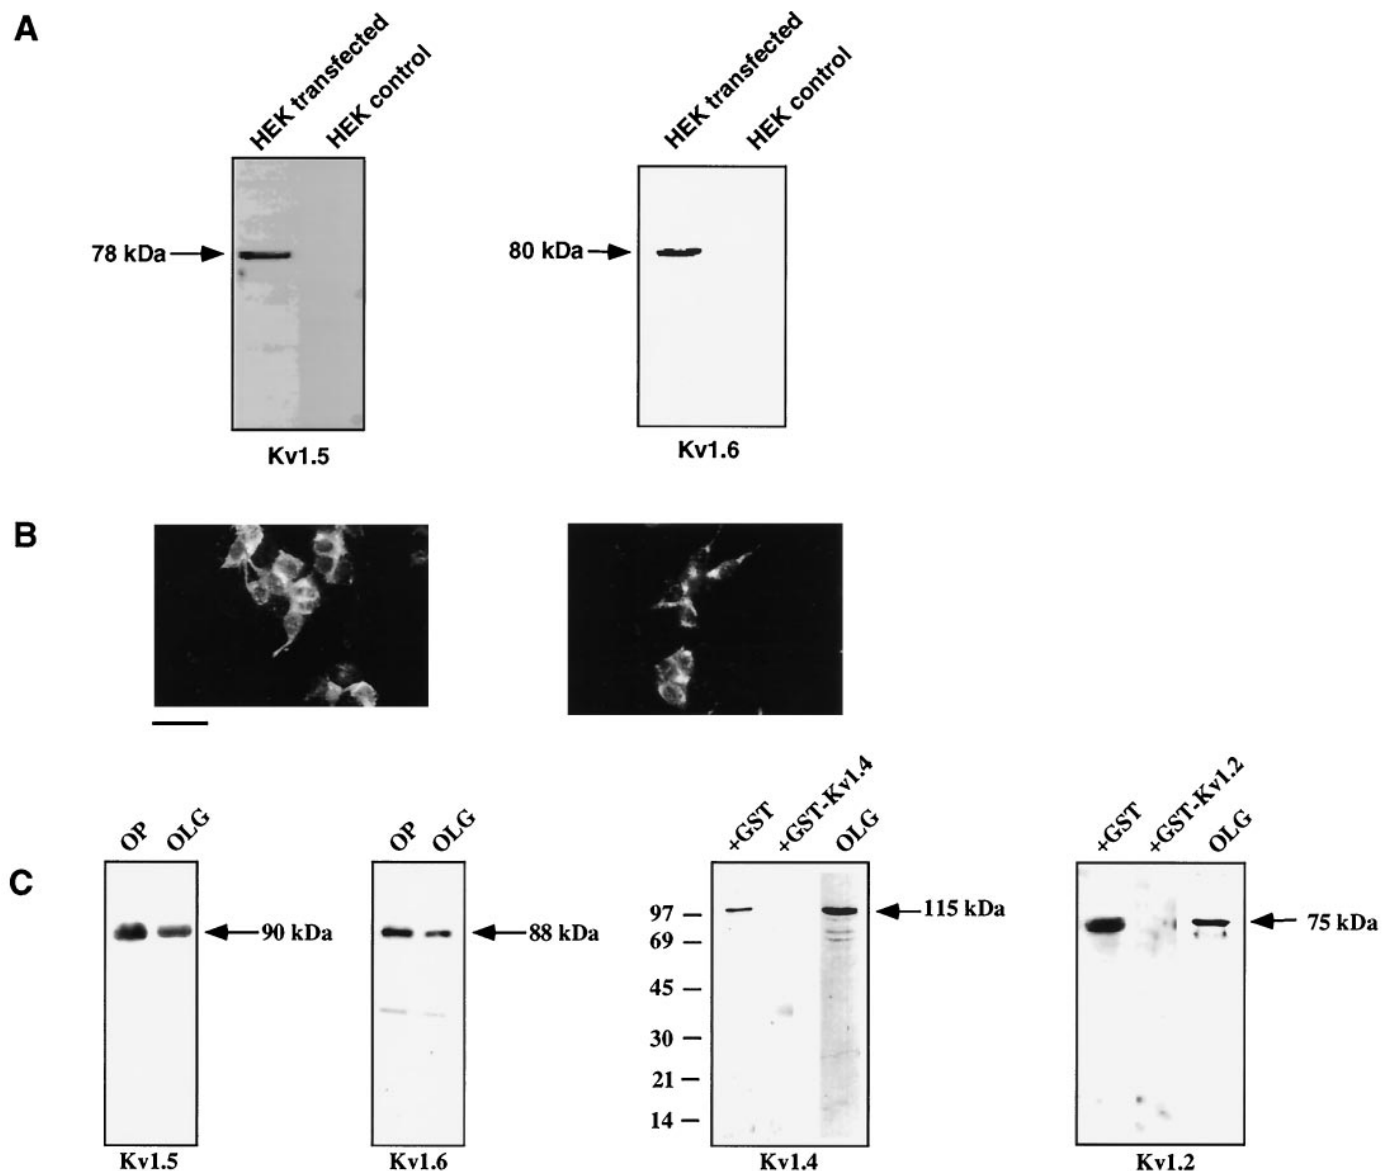 A
HEK transfected
HEK control
78 kDa
Kv1.5
HEK transfected
HEK control
80 kDa
Kv1.6
B
C
OP
OLG
90 kDa
Kv1.5
OP
OLG
88 kDa
Kv1.6
+GST
+GST-Kv1.4
OLG
97
69
45
30
21
14
115 kDa
Kv1.4
+GST
+GST-Kv1.2
OLG
75 kDa
Kv1.2